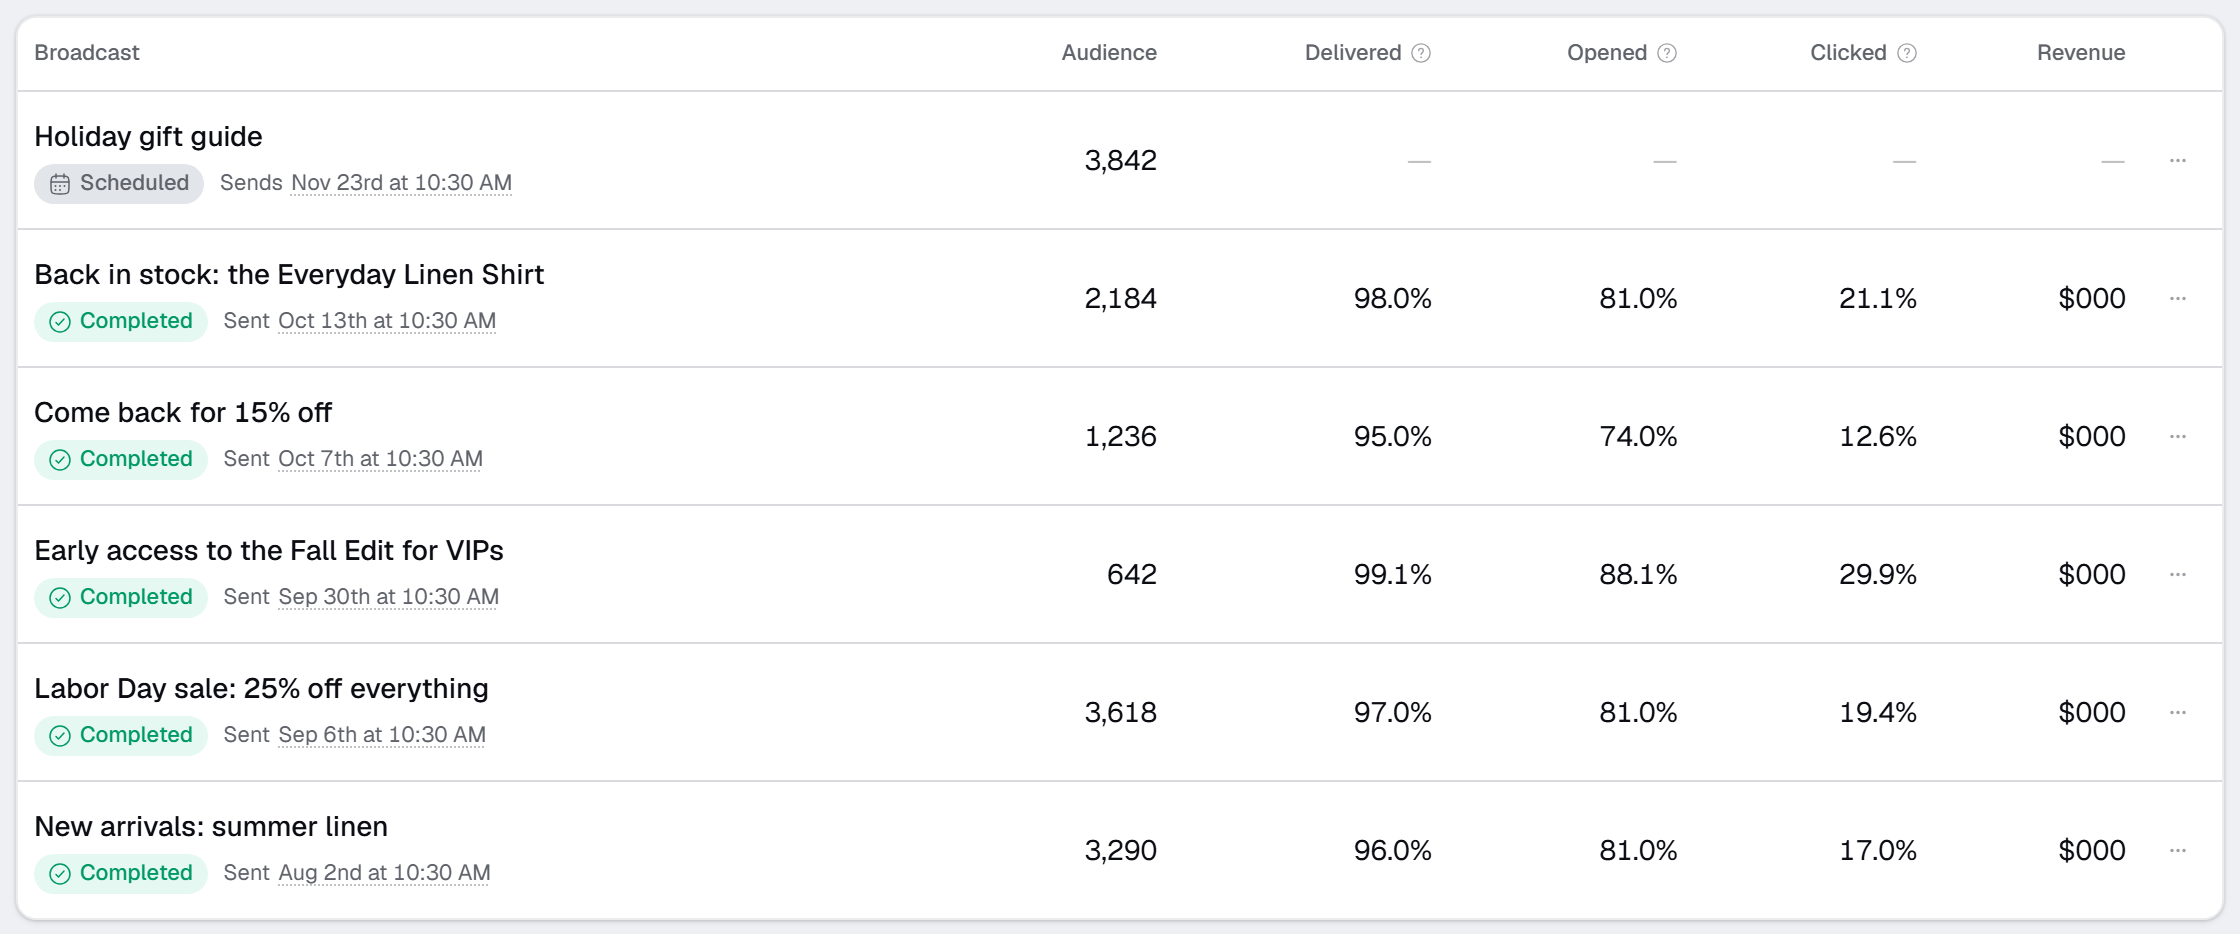 Broadcast Audience Delivered Opened Clicked Revenue
Holiday gift guide
Scheduled Sends Nov 23rd at 10:30 AM
3,842 — — — —
Back in stock: the Everyday Linen Shirt
Completed Sent Oct 13th at 10:30 AM
2,184 98.0% 81.0% 21.1% $000
Come back for 15% off
Completed Sent Oct 7th at 10:30 AM
1,236 95.0% 74.0% 12.6% $000
Early access to the Fall Edit for VIPs
Completed Sent Sep 30th at 10:30 AM
642 99.1% 88.1% 29.9% $000
Labor Day sale: 25% off everything
Completed Sent Sep 6th at 10:30 AM
3,618 97.0% 81.0% 19.4% $000
New arrivals: summer linen
Completed Sent Aug 2nd at 10:30 AM
3,290 96.0% 81.0% 17.0% $000